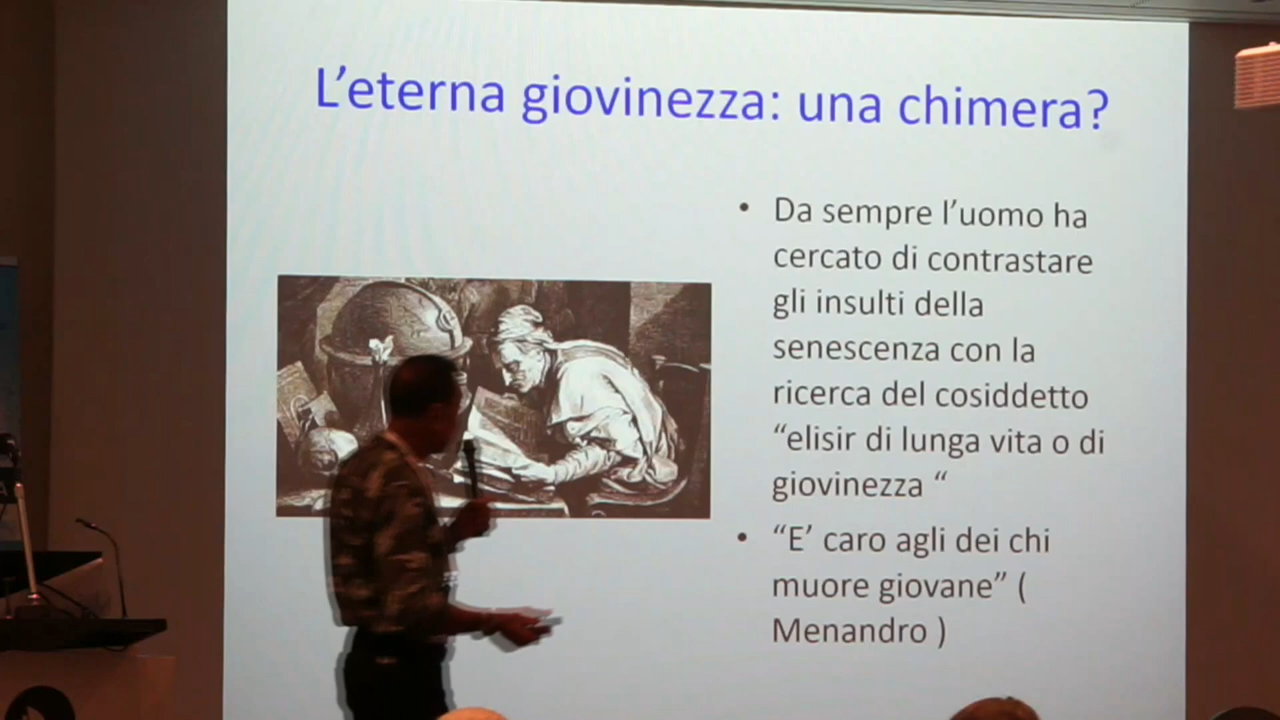 L'eterna giovinezza: una chimera?
• Da sempre l'uomo ha
cercato di contrastare
gli insulti della
senescenza con la
ricerca del cosiddetto
“elisir di lunga vita o di
giovinezza “
• “E' caro agli dei chi
muore giovane” (
Menandro )